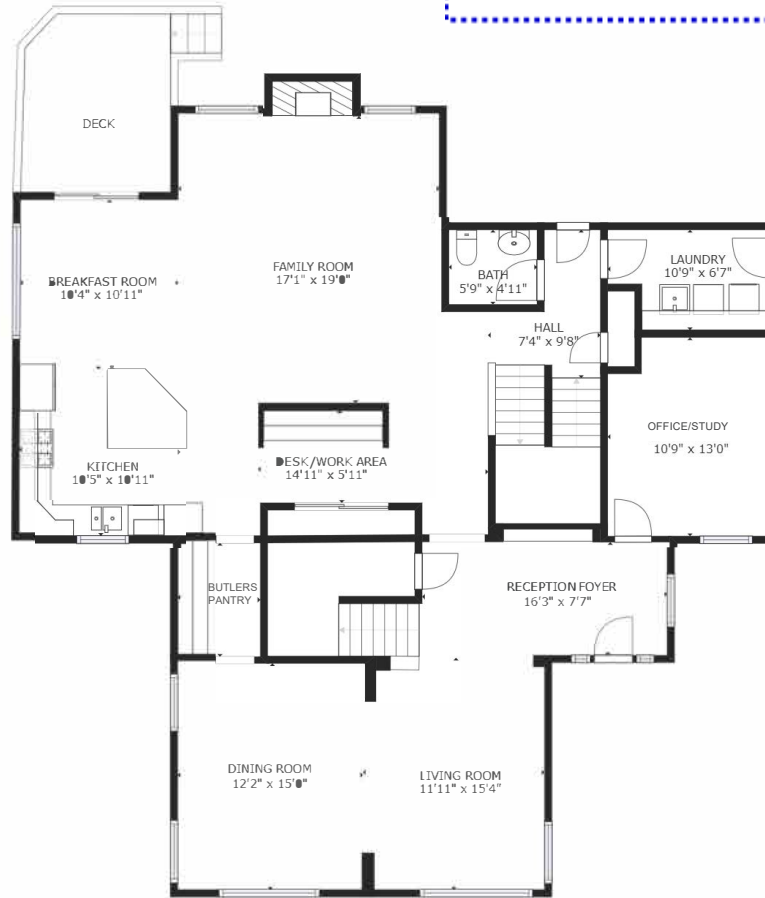 DECK
FAMILY ROOM
17'1" x 19'0"
BREAKFAST ROOM
10'4" x 10'11"
BATH
5'9" x 4'11"
LAUNDRY
10'9" x 6'7"
HALL
7'4" x 9'8"
OFFICE/STUDY
10'9" x 13'0"
KITCHEN
10'5" x 10'11"
DESK/WORK AREA
14'11" x 5'11"
BUTLERS
PANTRY
RECEPTION FOYER
16'3" x 7'7"
DINING ROOM
12'2" x 15'0"
LIVING ROOM
11'11" x 15'4"